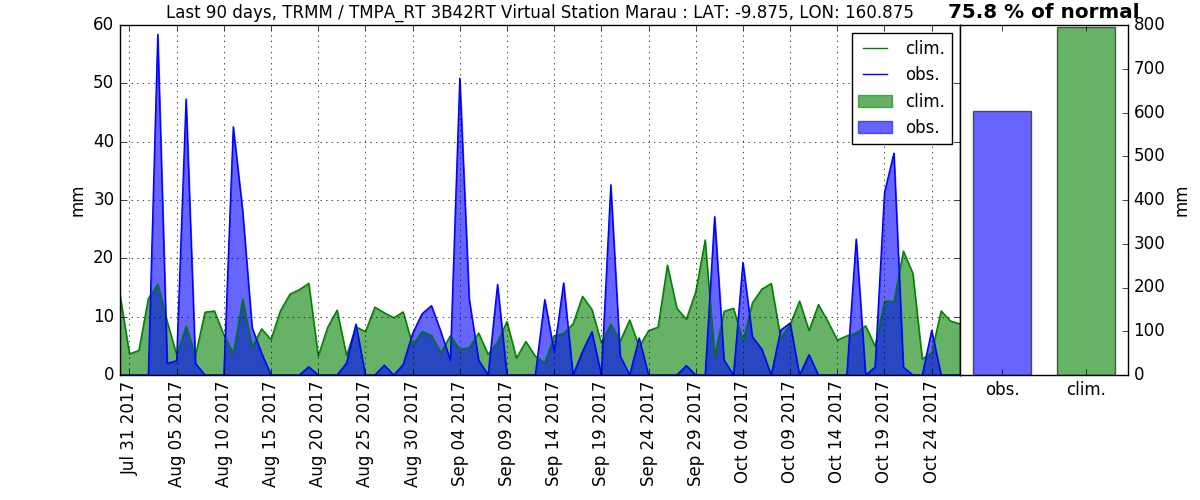 Last 90 days, TRMM / TMPA_RT 3B42RT Virtual Station Marau : LAT: -9.875, LON: 160.875
75.8 % of normal
60
50
40
30
20
10
0
mm
clim.
obs.
clim.
obs.
800
700
600
500
400
300
200
100
0
mm
Jul 31 2017
Aug 05 2017
Aug 10 2017
Aug 15 2017
Aug 20 2017
Aug 25 2017
Aug 30 2017
Sep 04 2017
Sep 09 2017
Sep 14 2017
Sep 19 2017
Sep 24 2017
Sep 29 2017
Oct 04 2017
Oct 09 2017
Oct 14 2017
Oct 19 2017
Oct 24 2017
obs.
clim.